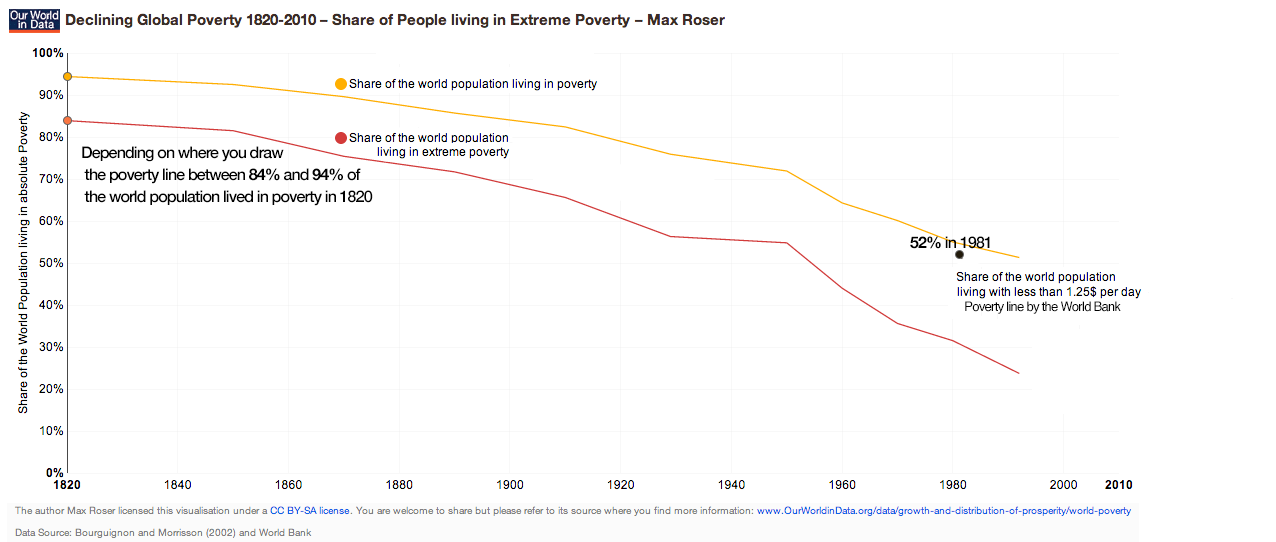 Our World
in Data
Declining Global Poverty 1820-2010 – Share of People living in Extreme Poverty – Max Roser
100%
90%
80%
70%
60%
50%
40%
30%
20%
10%
0%
Share of the World Population living in absolute Poverty
Share of the world population living in poverty
Share of the world population
living in extreme poverty
Depending on where you draw
the poverty line between 84% and 94% of
the world population lived in poverty in 1820
52% in 1981
Share of the world population
living with less than 1.25$ per day
Poverty line by the World Bank
1820 1840 1860 1880 1900 1920 1940 1960 1980 2000 2010
The author Max Roser licensed this visualisation under a CC BY-SA license. You are welcome to share but please refer to its source where you find more information: www.OurWorldinData.org/data/growth-and-distribution-of-prosperity/world-poverty
Data Source: Bourguignon and Morrisson (2002) and World Bank